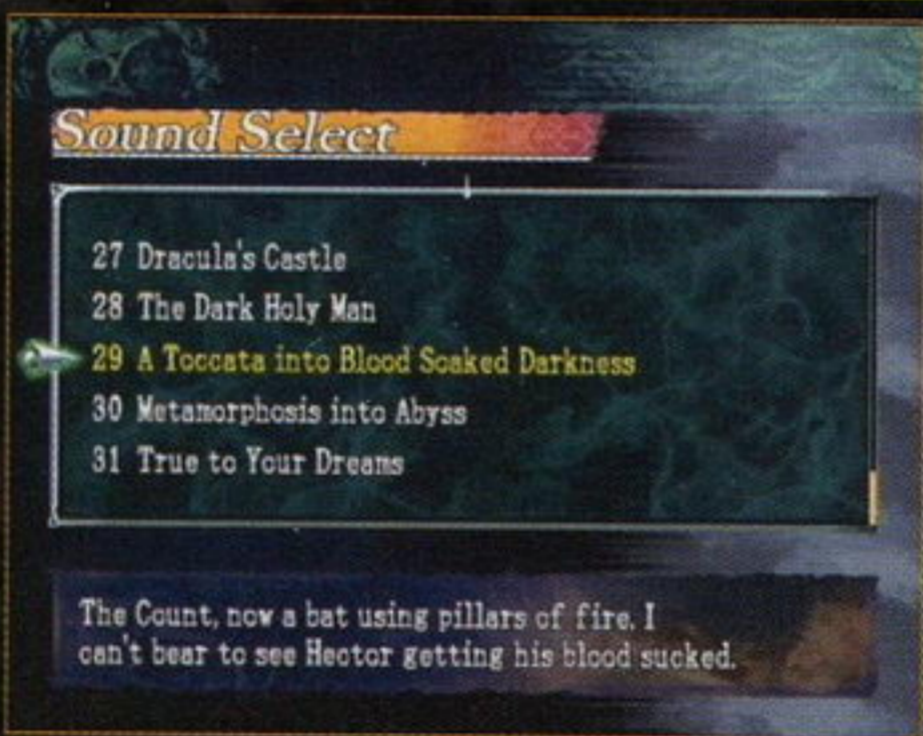 Sound Select
27 Dracula's Castle
28 The Dark Holy Man
29 A Toccata into Blood Soaked Darkness
30 Metamorphosis into Abyss
31 True to Your Dreams
The Count, now a bat using pillars of fire. I
can't bear to see Hector getting his blood sucked.